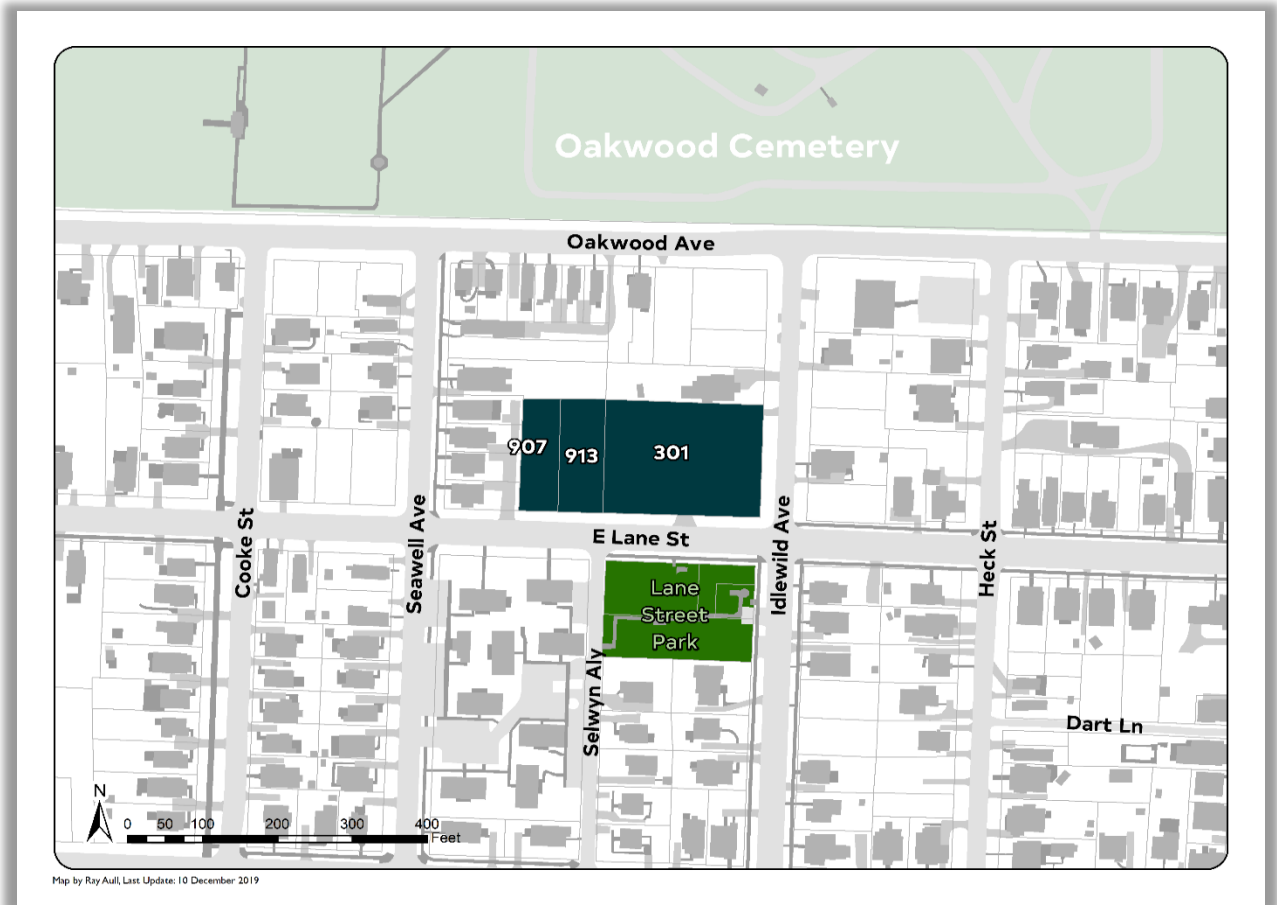 Oakwood Cemetery
Oakwood Ave
907
913
301
E Lane St
Cooke St
Seawell Ave
Idlewild Ave
Heck St
Lane
Street
Park
Selwyn Aly
Dart Ln
N
0 50 100 200 300 400
Feet
Map by Ray Aull, Last Update: 10 December 2019